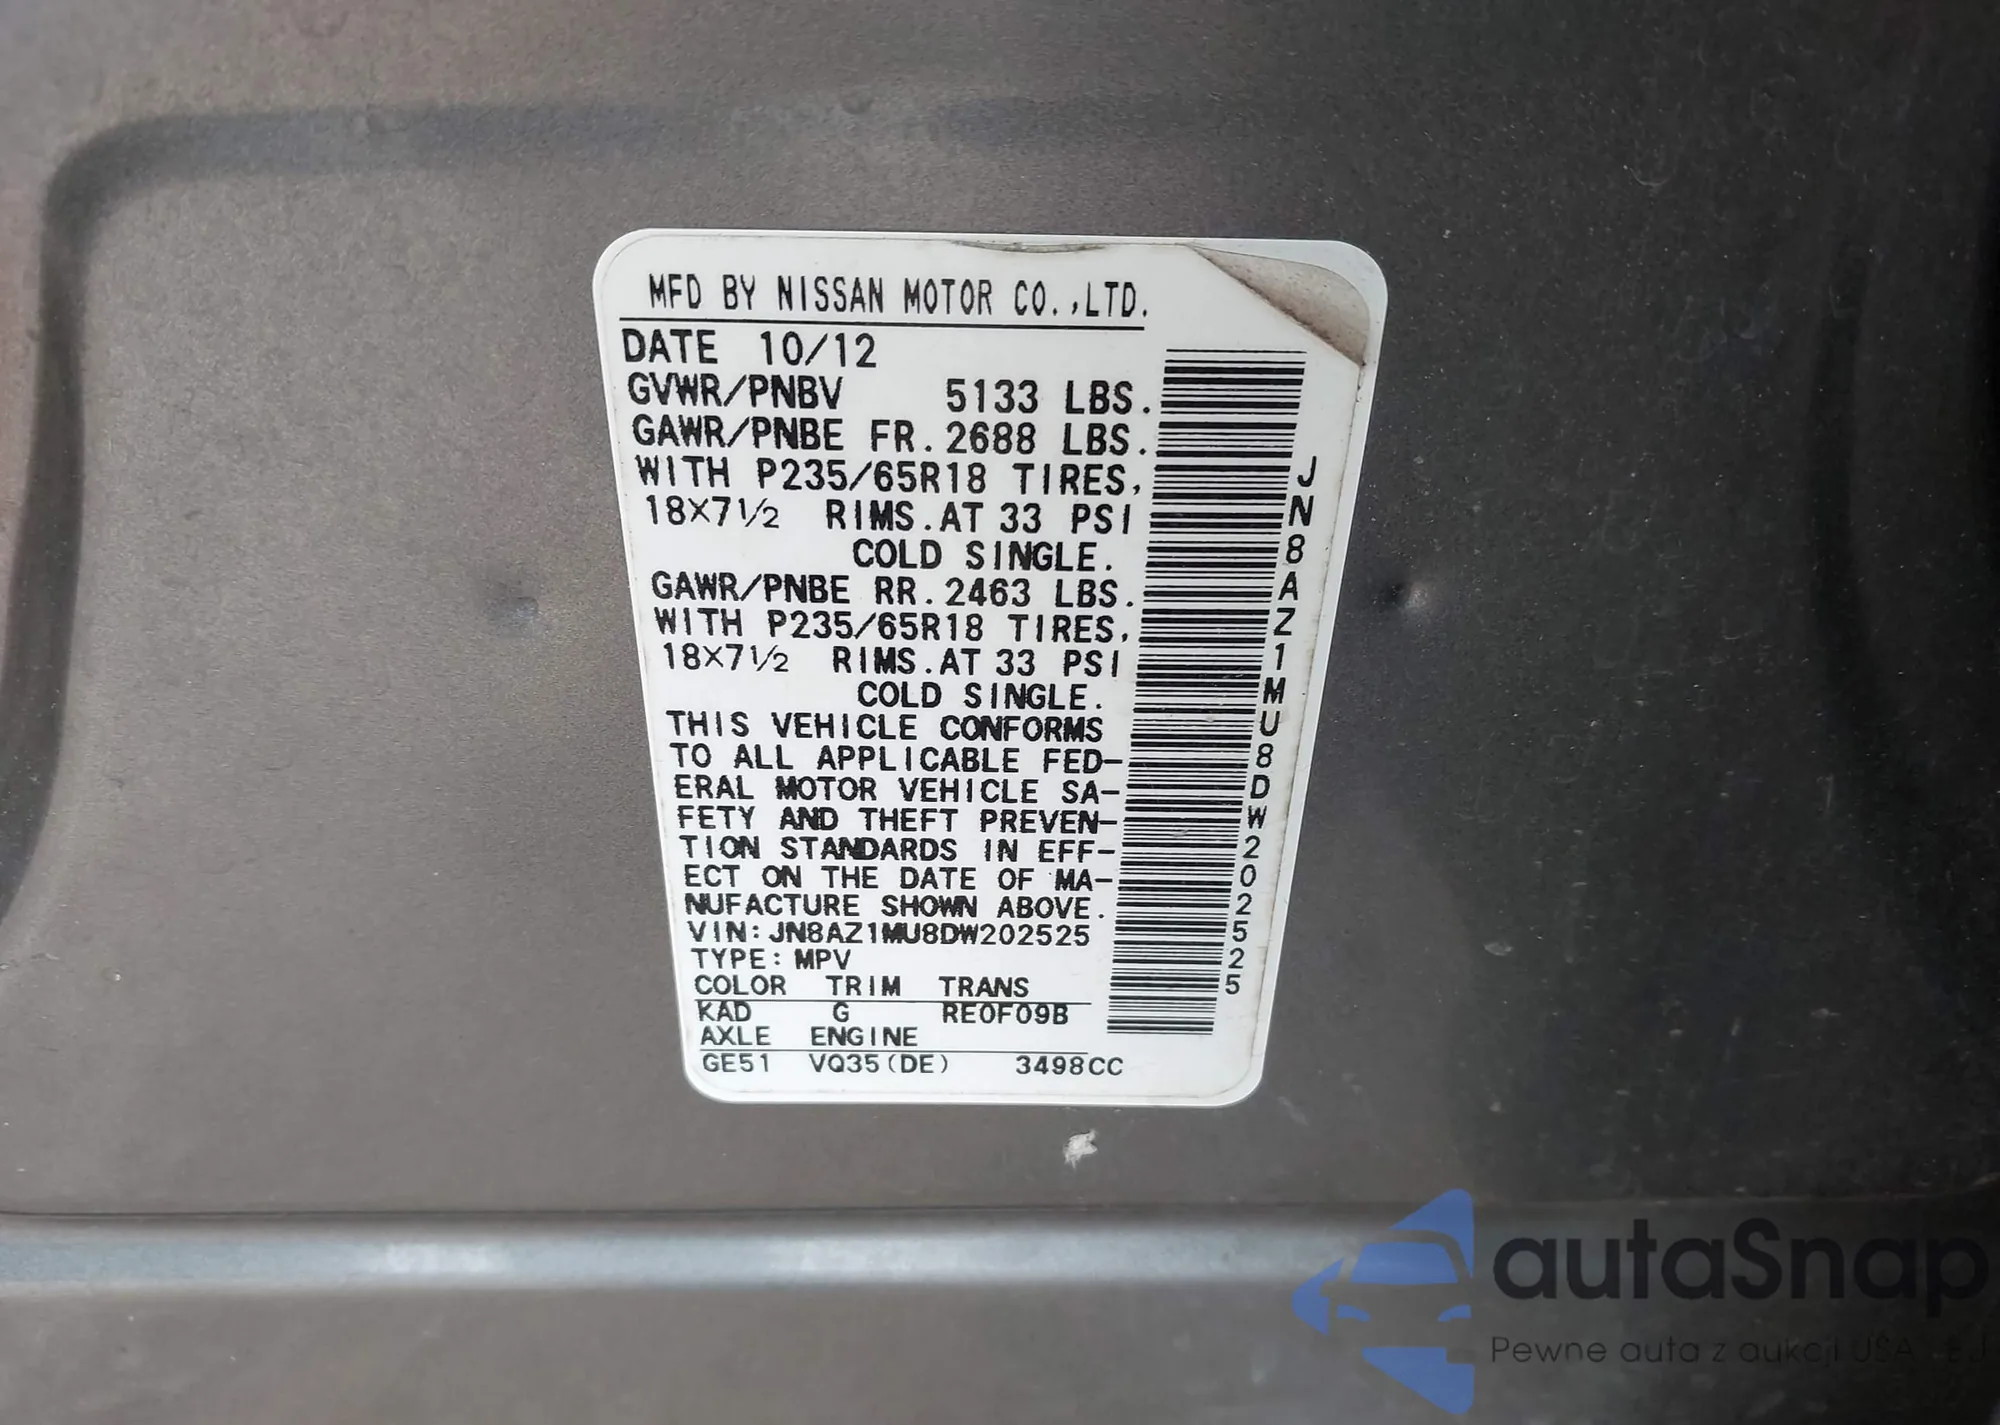 MFD BY NISSAN MOTOR CO.,LTD.
DATE 10/12
GVWR/PNBV 5133 LBS.
GAWR/PNBE FR. 2688 LBS.
WITH P235/65R18 TIRES,
18X7½ RIMS.AT 33 PSI
COLD SINGLE.
GAWR/PNBE RR. 2463 LBS.
WITH P235/65R18 TIRES,
18X7½ RIMS.AT 33 PSI
COLD SINGLE.
THIS VEHICLE CONFORMS
TO ALL APPLICABLE FED-
ERAL MOTOR VEHICLE SA-
FETY AND THEFT PREVEN-
TION STANDARDS IN EFF-
ECT ON THE DATE OF MA-
NUFACTURE SHOWN ABOVE.
VIN: JN8AZ1MU8DW202525
TYPE: MPV
COLOR TRIM TRANS
KAD G RE0F09B
AXLE ENGINE
GE51 VQ35(DE) 3498CC
JN8AZ1MU8DW202525
autaSnap
Pewne auta z aukcji USA